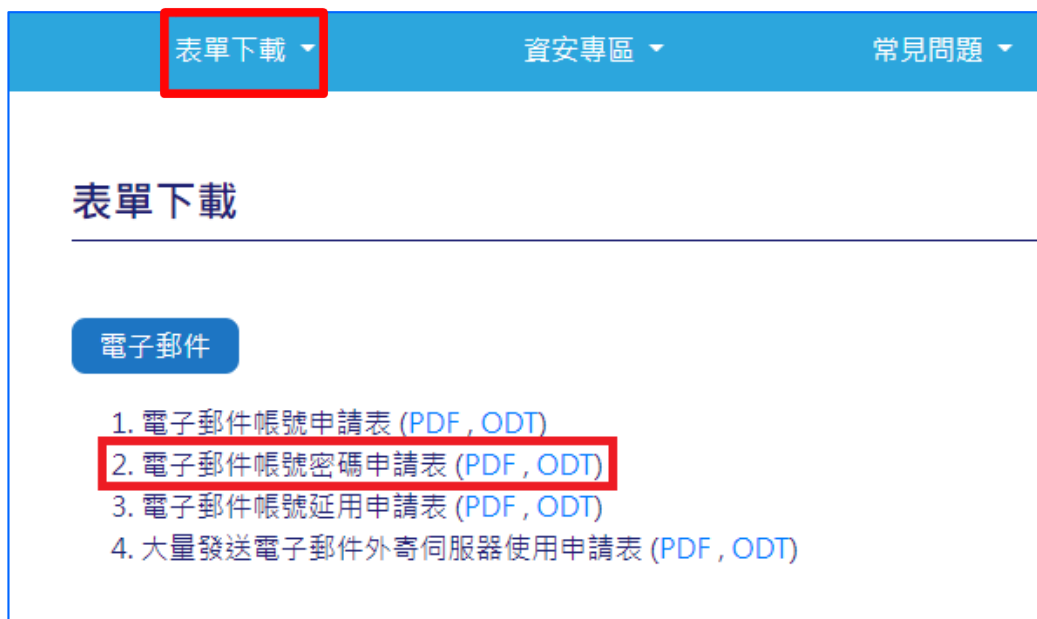 表單下載 資安專區 常見問題
表單下載
電子郵件
1. 電子郵件帳號申請表 (PDF , ODT)
2. 電子郵件帳號密碼申請表 (PDF , ODT)
3. 電子郵件帳號延用申請表 (PDF , ODT)
4. 大量發送電子郵件外寄伺服器使用申請表 (PDF , ODT)